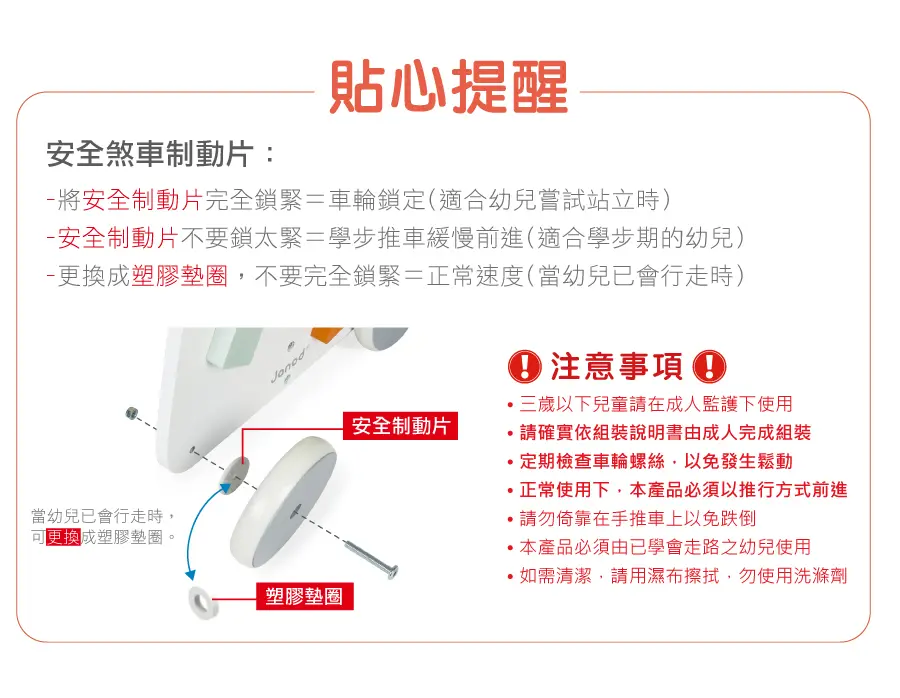 貼心提醒
安全煞車制動片：
-將安全制動片完全鎖緊＝車輪鎖定(適合幼兒嘗試站立時)
-安全制動片不要鎖太緊＝學步推車緩慢前進(適合學步期的幼兒)
-更換成塑膠墊圈，不要完全鎖緊＝正常速度(當幼兒已會行走時)
Janod
安全制動片
當幼兒已會行走時，
可更換成塑膠墊圈。
塑膠墊圈
注意事項
• 三歲以下兒童請在成人監護下使用
• 請確實依組裝說明書由成人完成組裝
• 定期檢查車輪螺絲．以免發生鬆動
• 正常使用下，本產品必須以推行方式前進
• 請勿倚靠在手推車上以免跌倒
• 本產品必須由已學會走路之幼兒使用
• 如需清潔．請用濕布擦拭．勿使用洗滌劑